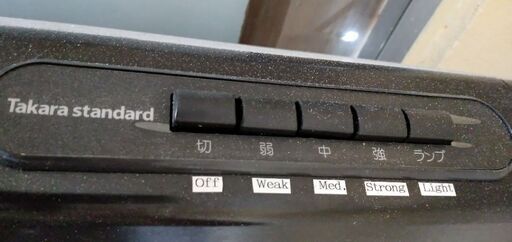 Takara standard
切 弱 中 強 ランプ
Off Weak Med. Strong Light